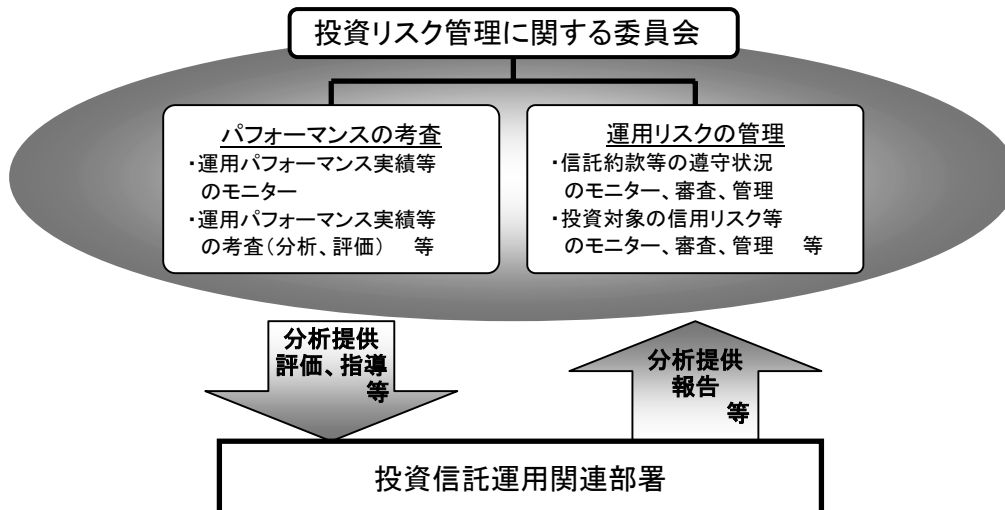 投資リスク管理に関する委員会
パフォーマンスの考査
・運用パフォーマンス実績等
のモニター
・運用パフォーマンス実績等
の考査(分析、評価)　等
運用リスクの管理
・信託約款等の遵守状況
のモニター、審査、管理
・投資対象の信用リスク等
のモニター、審査、管理　等
分析提供
評価、指導
等
分析提供
報告
等
投資信託運用関連部署